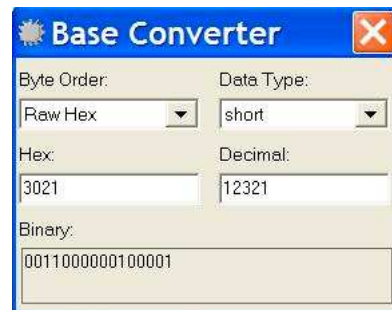 Base Converter
Byte Order: Data Type:
Raw Hex short
Hex: Decimal:
3021 12321
Binary:
0011000000100001